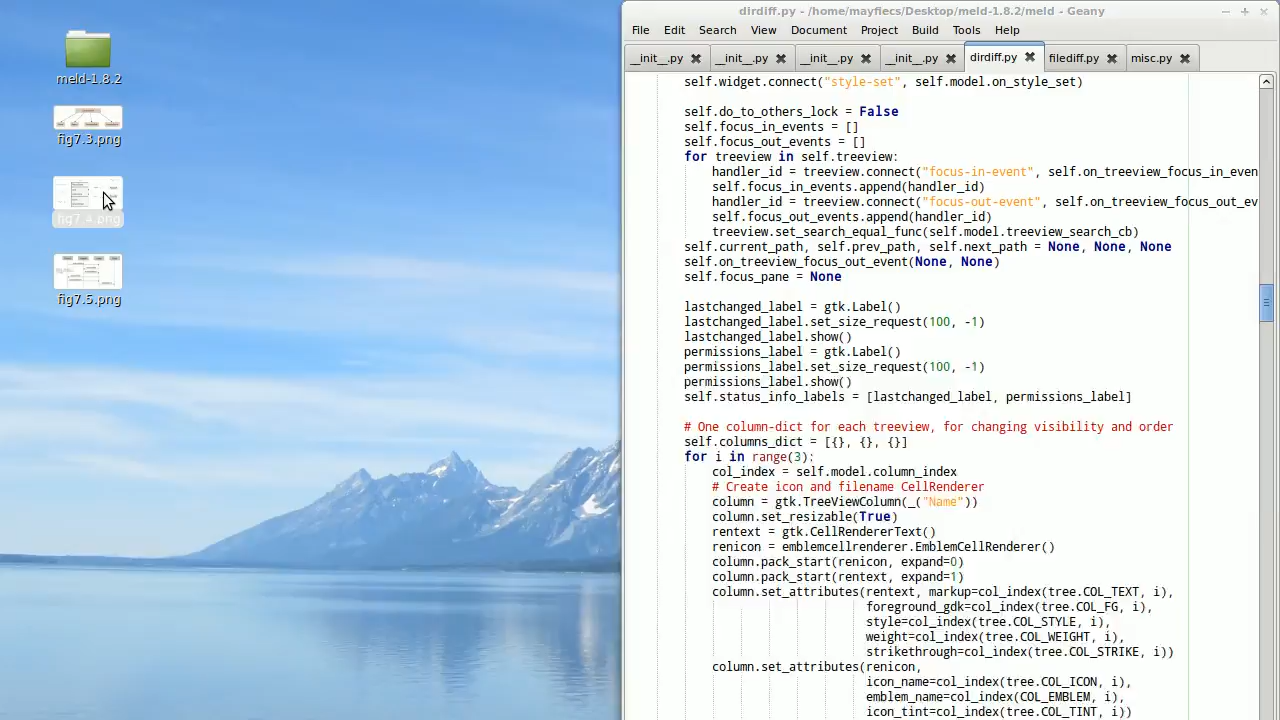 dirdiff.py - /home/mayfiecs/Desktop/meld-1.8.2/meld - Geany
File Edit Search View Document Project Build Tools Help
__init__.py __init__.py __init__.py __init__.py dirdiff.py filediff.py misc.py
meld-1.8.2
fig7.3.png
fig7.4.png
fig7.5.png
self.widget.connect("style-set", self.model.on_style_set)
self.do_to_others_lock = False
self.focus_in_events = []
self.focus_out_events = []
for treeview in self.treeview:
handler_id = treeview.connect("focus-in-event", self.on_treeview_focus_in_even
self.focus_in_events.append(handler_id)
handler_id = treeview.connect("focus-out-event", self.on_treeview_focus_out_ev
self.focus_out_events.append(handler_id)
treeview.set_search_equal_func(self.model.treeview_search_cb)
self.current_path, self.prev_path, self.next_path = None, None, None
self.on_treeview_focus_out_event(None, None)
self.focus_pane = None
lastchanged_label = gtk.Label()
lastchanged_label.set_size_request(100, -1)
lastchanged_label.show()
permissions_label = gtk.Label()
permissions_label.set_size_request(100, -1)
permissions_label.show()
self.status_info_labels = [lastchanged_label, permissions_label]
# One column-dict for each treeview, for changing visibility and order
self.columns_dict = [{}, {}, {}]
for i in range(3):
col_index = self.model.column_index
# Create icon and filename CellRenderer
column = gtk.TreeViewColumn(_("Name"))
column.set_resizable(True)
rentext = gtk.CellRendererText()
renicon = emblemcellrenderer.EmblemCellRenderer()
column.pack_start(renicon, expand=0)
column.pack_start(rentext, expand=1)
column.set_attributes(rentext, markup=col_index(tree.COL_TEXT, i),
foreground_gdk=col_index(tree.COL_FG, i),
style=col_index(tree.COL_STYLE, i),
weight=col_index(tree.COL_WEIGHT, i),
strikethrough=col_index(tree.COL_STRIKE, i))
column.set_attributes(renicon,
icon_name=col_index(tree.COL_ICON, i),
emblem_name=col_index(COL_EMBLEM, i),
icon_tint=col_index(tree.COL_TINT, i))